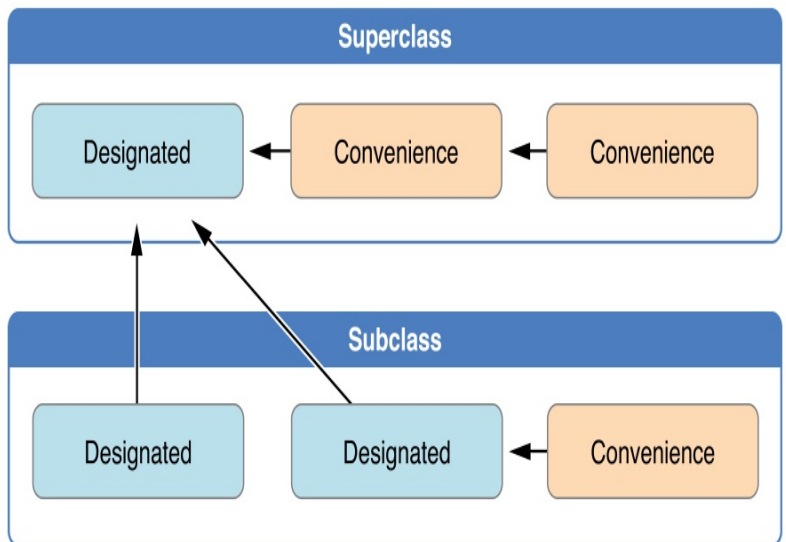 Superclass
Designated
Convenience
Convenience
Subclass
Designated
Designated
Convenience